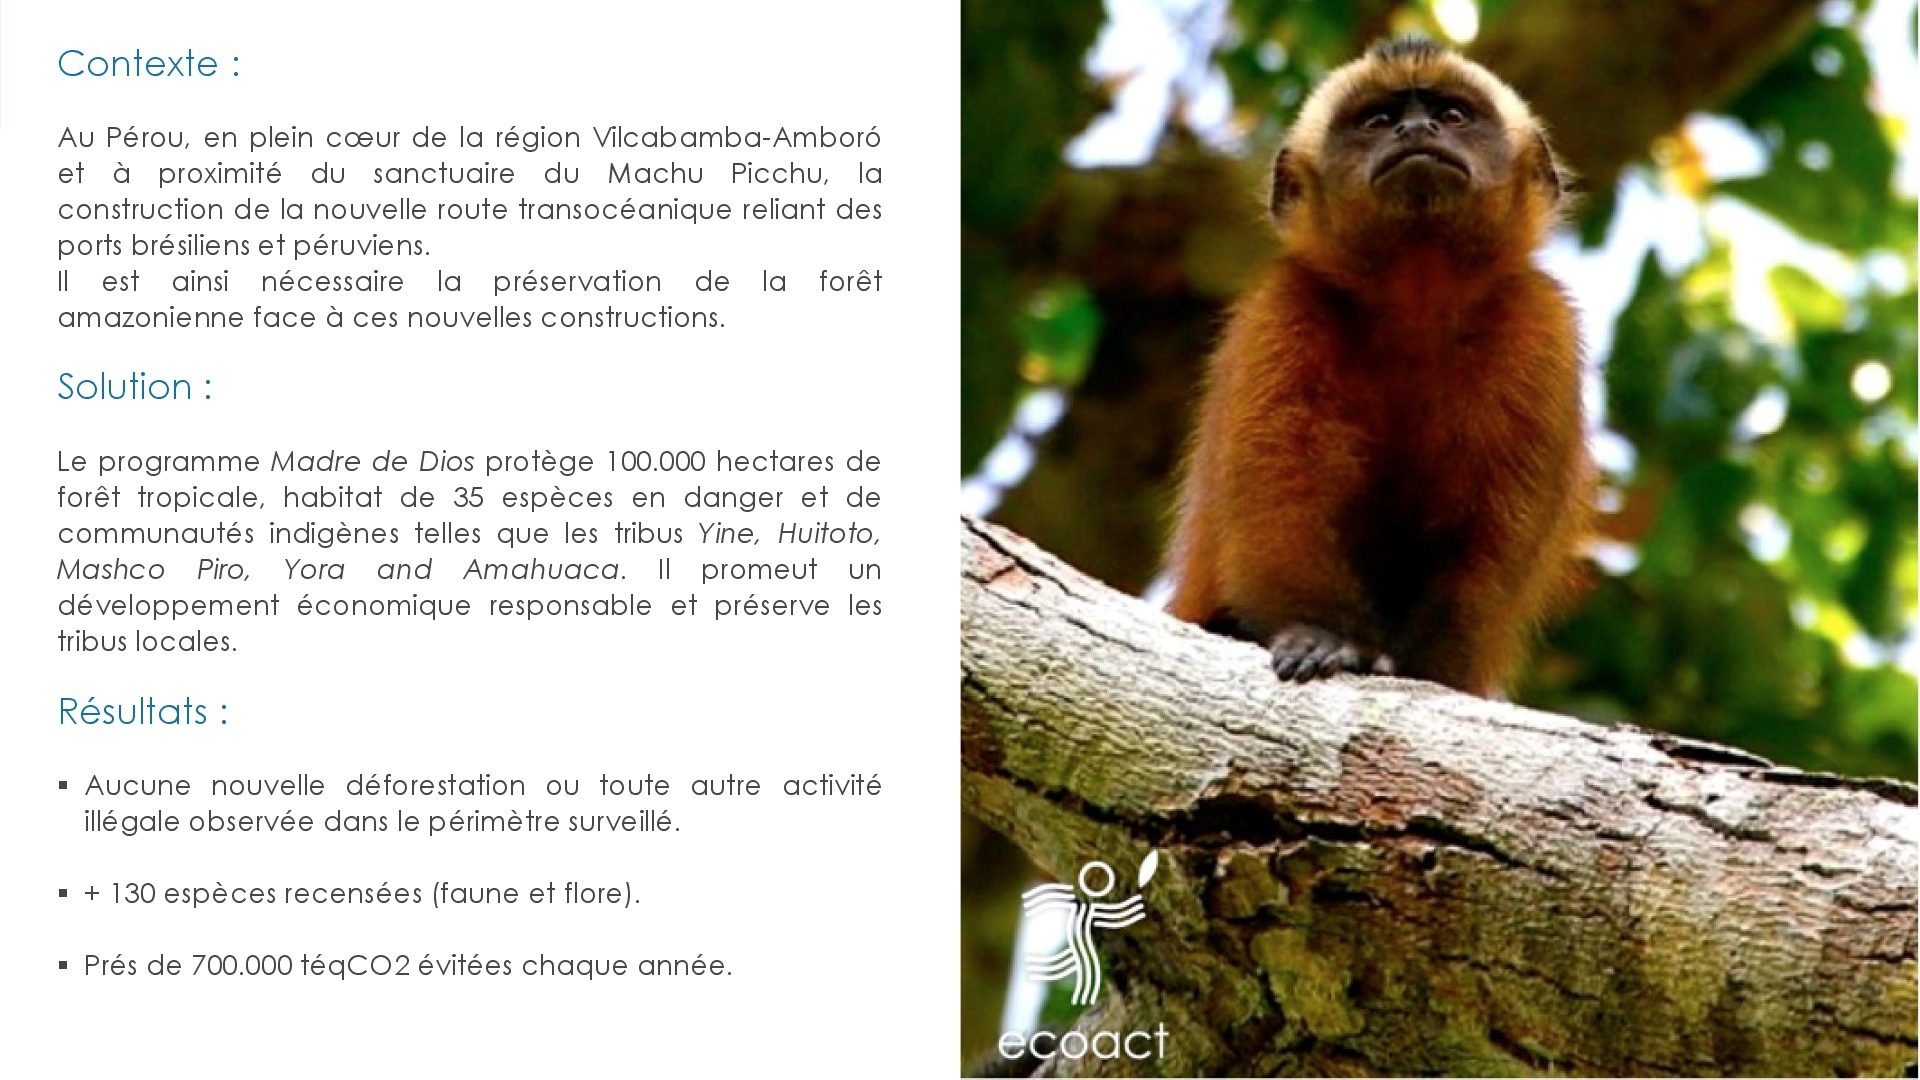 Contexte :
Au Pérou, en plein cœur de la région Vilcabamba-Amboró
et à proximité du sanctuaire du Machu Picchu, la
construction de la nouvelle route transocéanique reliant des
ports brésiliens et péruviens.
Il est ainsi nécessaire la préservation de la forêt
amazonienne face à ces nouvelles constructions.
Solution :
Le programme Madre de Dios protège 100.000 hectares de
forêt tropicale, habitat de 35 espèces en danger et de
communautés indigènes telles que les tribus Yine, Huitoto,
Mashco Piro, Yora and Amahuaca. Il promeut un
développement économique responsable et préserve les
tribus locales.
Résultats :
▪ Aucune nouvelle déforestation ou toute autre activité
illégale observée dans le périmètre surveillé.
▪ + 130 espèces recensées (faune et flore).
▪ Prés de 700.000 téqCO2 évitées chaque année.
ecoact